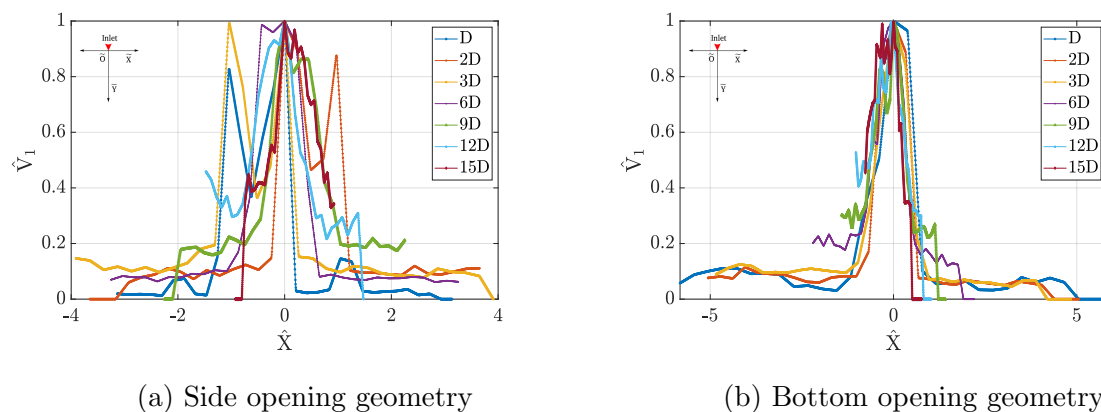 Inlet
Õ
X̃
Ỹ
V̂₁
1
0.8
0.6
0.4
0.2
0
-4
-2
0
2
4
X̂
D
2D
3D
6D
9D
12D
15D
(a) Side opening geometry
Inlet
Õ
X̃
Ỹ
V̂₁
1
0.8
0.6
0.4
0.2
0
-5
0
5
X̂
D
2D
3D
6D
9D
12D
15D
(b) Bottom opening geometry